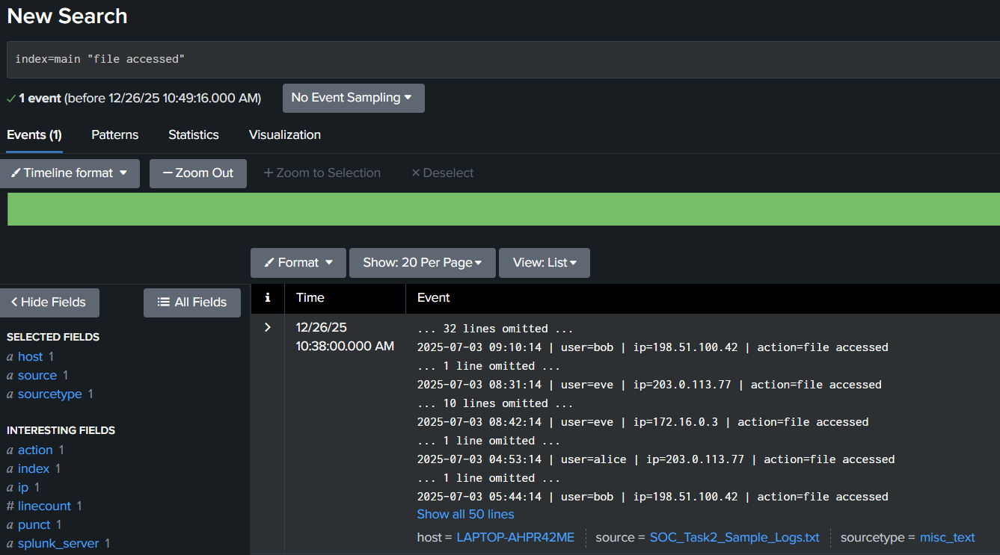 New Search
index=main "file accessed"
1 event (before 12/26/25 10:49:16.000 AM)
No Event Sampling
Events (1)
Patterns
Statistics
Visualization
Timeline format
Zoom Out
+ Zoom to Selection
× Deselect
Format
Show: 20 Per Page
View: List
< Hide Fields
All Fields
i
Time
Event
SELECTED FIELDS
a host 1
a source 1
a sourcetype 1
INTERESTING FIELDS
a action 1
a index 1
a ip 1
# linecount 1
a punct 1
a splunk_server 1
>
12/26/25
10:38:00.000 AM
... 32 lines omitted ...
2025-07-03 09:10:14 | user=bob | ip=198.51.100.42 | action=file accessed
... 1 line omitted ...
2025-07-03 08:31:14 | user=eve | ip=203.0.113.77 | action=file accessed
... 10 lines omitted ...
2025-07-03 08:42:14 | user=eve | ip=172.16.0.3 | action=file accessed
... 1 line omitted ...
2025-07-03 04:53:14 | user=alice | ip=203.0.113.77 | action=file accessed
... 1 line omitted ...
2025-07-03 05:44:14 | user=bob | ip=198.51.100.42 | action=file accessed
Show all 50 lines
host = LAPTOP-AHPR42ME
source = SOC_Task2_Sample_Logs.txt
sourcetype = misc_text